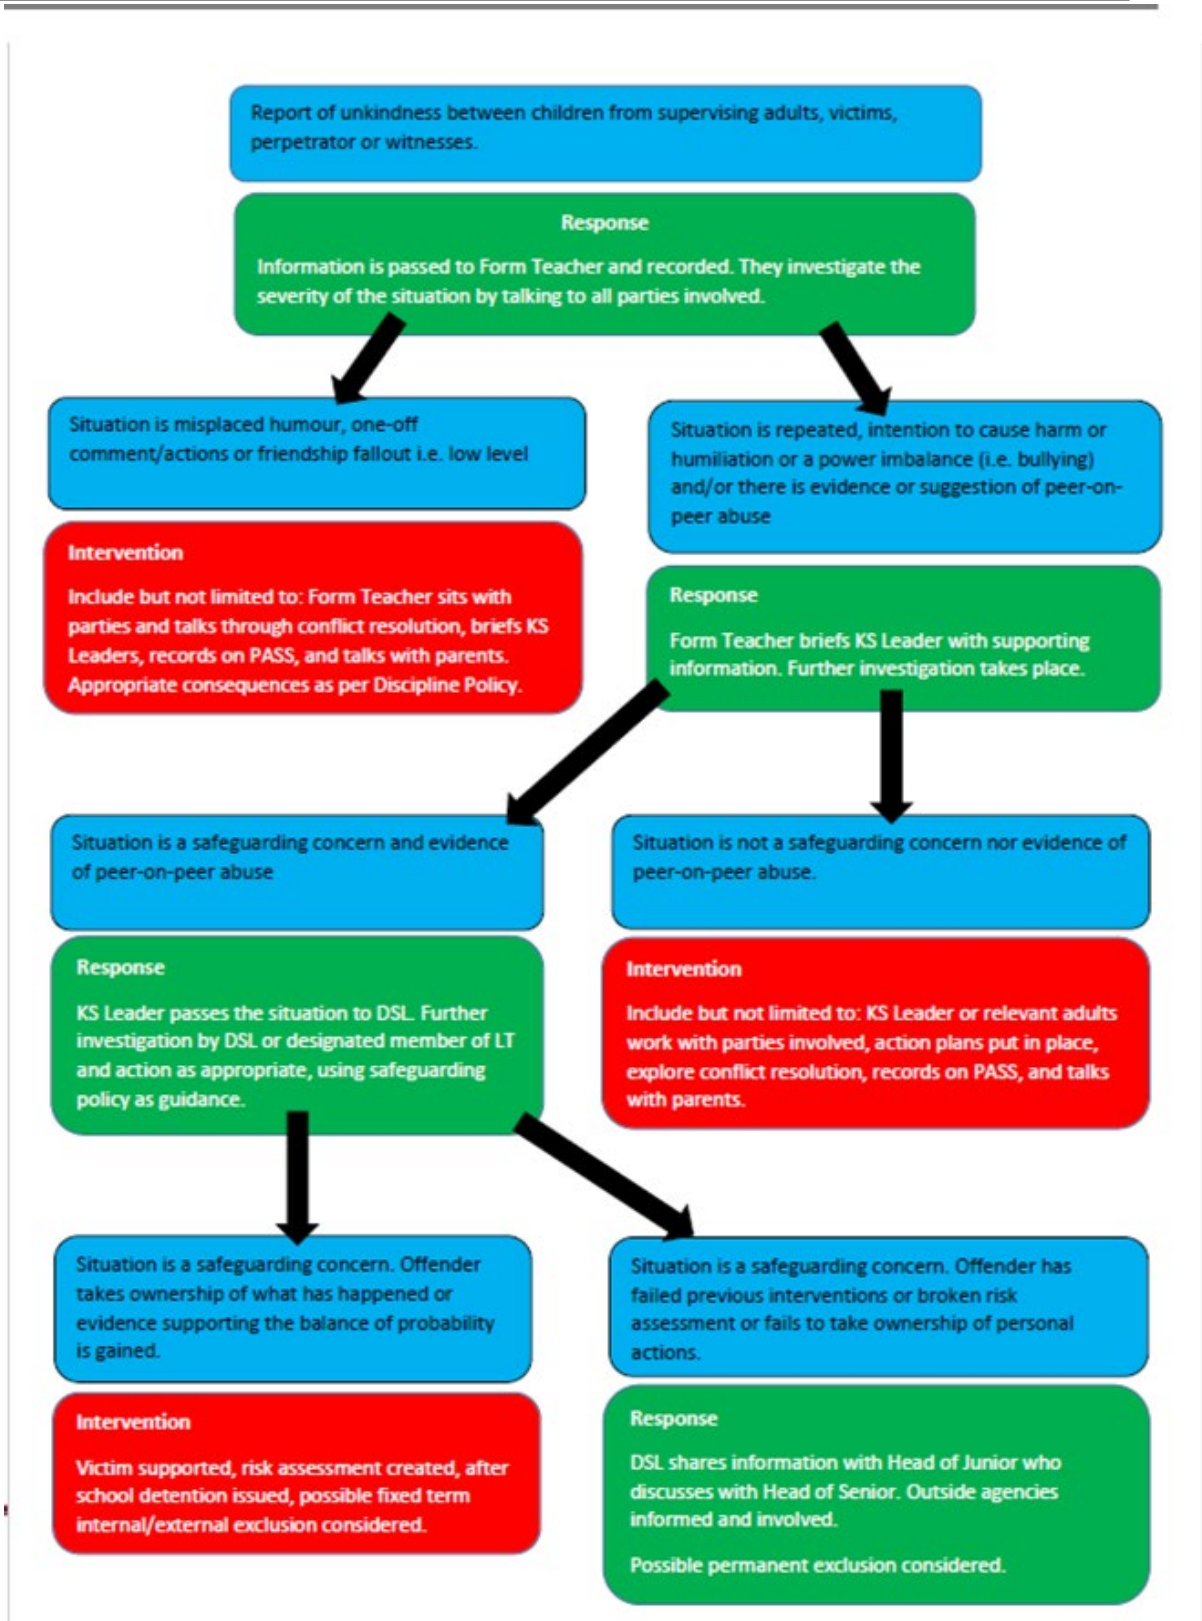 Report of unkindness between children from supervising adults, victims,
perpetrator or witnesses.
Response
Information is passed to Form Teacher and recorded. They investigate the
severity of the situation by talking to all parties involved.
Situation is misplaced humour, one-off
comment/actions or friendship fallout i.e. low level
Situation is repeated, intention to cause harm or
humiliation or a power imbalance (i.e. bullying)
and/or there is evidence or suggestion of peer-on-
peer abuse
Intervention
Include but not limited to: Form Teacher sits with
parties and talks through conflict resolution, briefs KS
Leaders, records on PASS, and talks with parents.
Appropriate consequences as per Discipline Policy.
Response
Form Teacher briefs KS Leader with supporting
information. Further investigation takes place.
Situation is a safeguarding concern and evidence
of peer-on-peer abuse
Situation is not a safeguarding concern nor evidence of
peer-on-peer abuse.
Response
KS Leader passes the situation to DSL. Further
investigation by DSL or designated member of LT
and action as appropriate, using safeguarding
policy as guidance.
Intervention
Include but not limited to: KS Leader or relevant adults
work with parties involved, action plans put in place,
explore conflict resolution, records on PASS, and talks
with parents.
Situation is a safeguarding concern. Offender
takes ownership of what has happened or
evidence supporting the balance of probability
is gained.
Situation is a safeguarding concern. Offender has
failed previous interventions or broken risk
assessment or fails to take ownership of personal
actions.
Intervention
Victim supported, risk assessment created, after
school detention issued, possible fixed term
internal/external exclusion considered.
Response
DSL shares information with Head of Junior who
discusses with Head of Senior. Outside agencies
informed and involved.
Possible permanent exclusion considered.